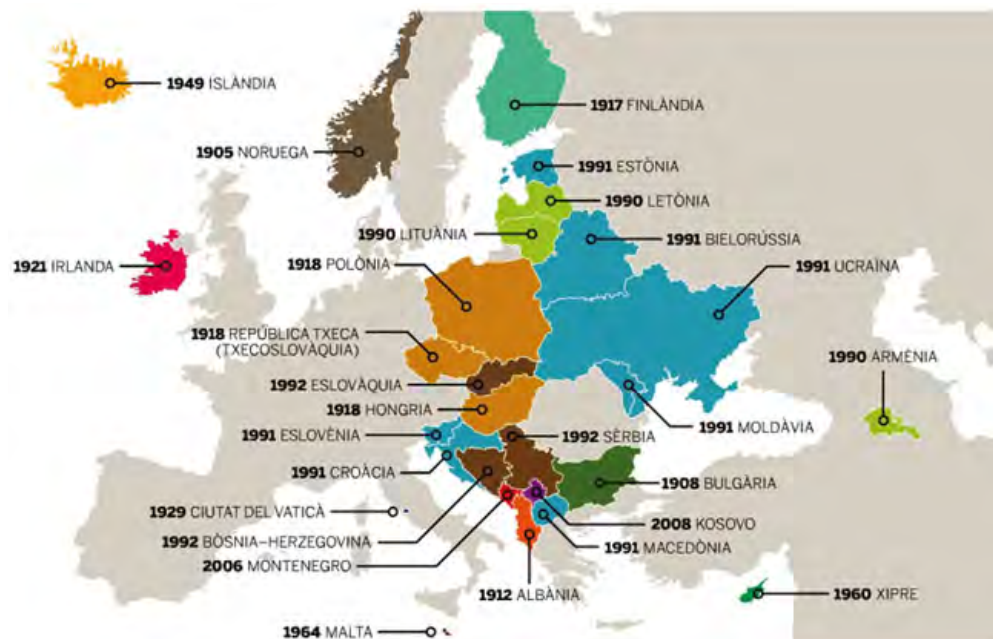 1949 ISLÀNDIA
1917 FINLÀNDIA
1905 NORUEGA
1991 ESTÒNIA
1990 LETÒNIA
1990 LITUÀNIA
1991 BIELORÚSSIA
1921 IRLANDA
1918 POLÒNIA
1991 UCRAÏNA
1918 REPÚBLICA TXECA
(TXECOSLOVÀQUIA)
1990 ARMÈNIA
1992 ESLOVÀQUIA
1918 HONGRIA
1991 ESLOVÈNIA
1992 SÈRBIA
1991 MOLDÀVIA
1991 CROÀCIA
1908 BULGÀRIA
1929 CIUTAT DEL VATICÀ
2008 KOSOVO
1992 BÒSNIA-HERZEGOVINA
1991 MACEDÒNIA
2006 MONTENEGRO
1912 ALBÀNIA
1960 XIPRE
1964 MALTA